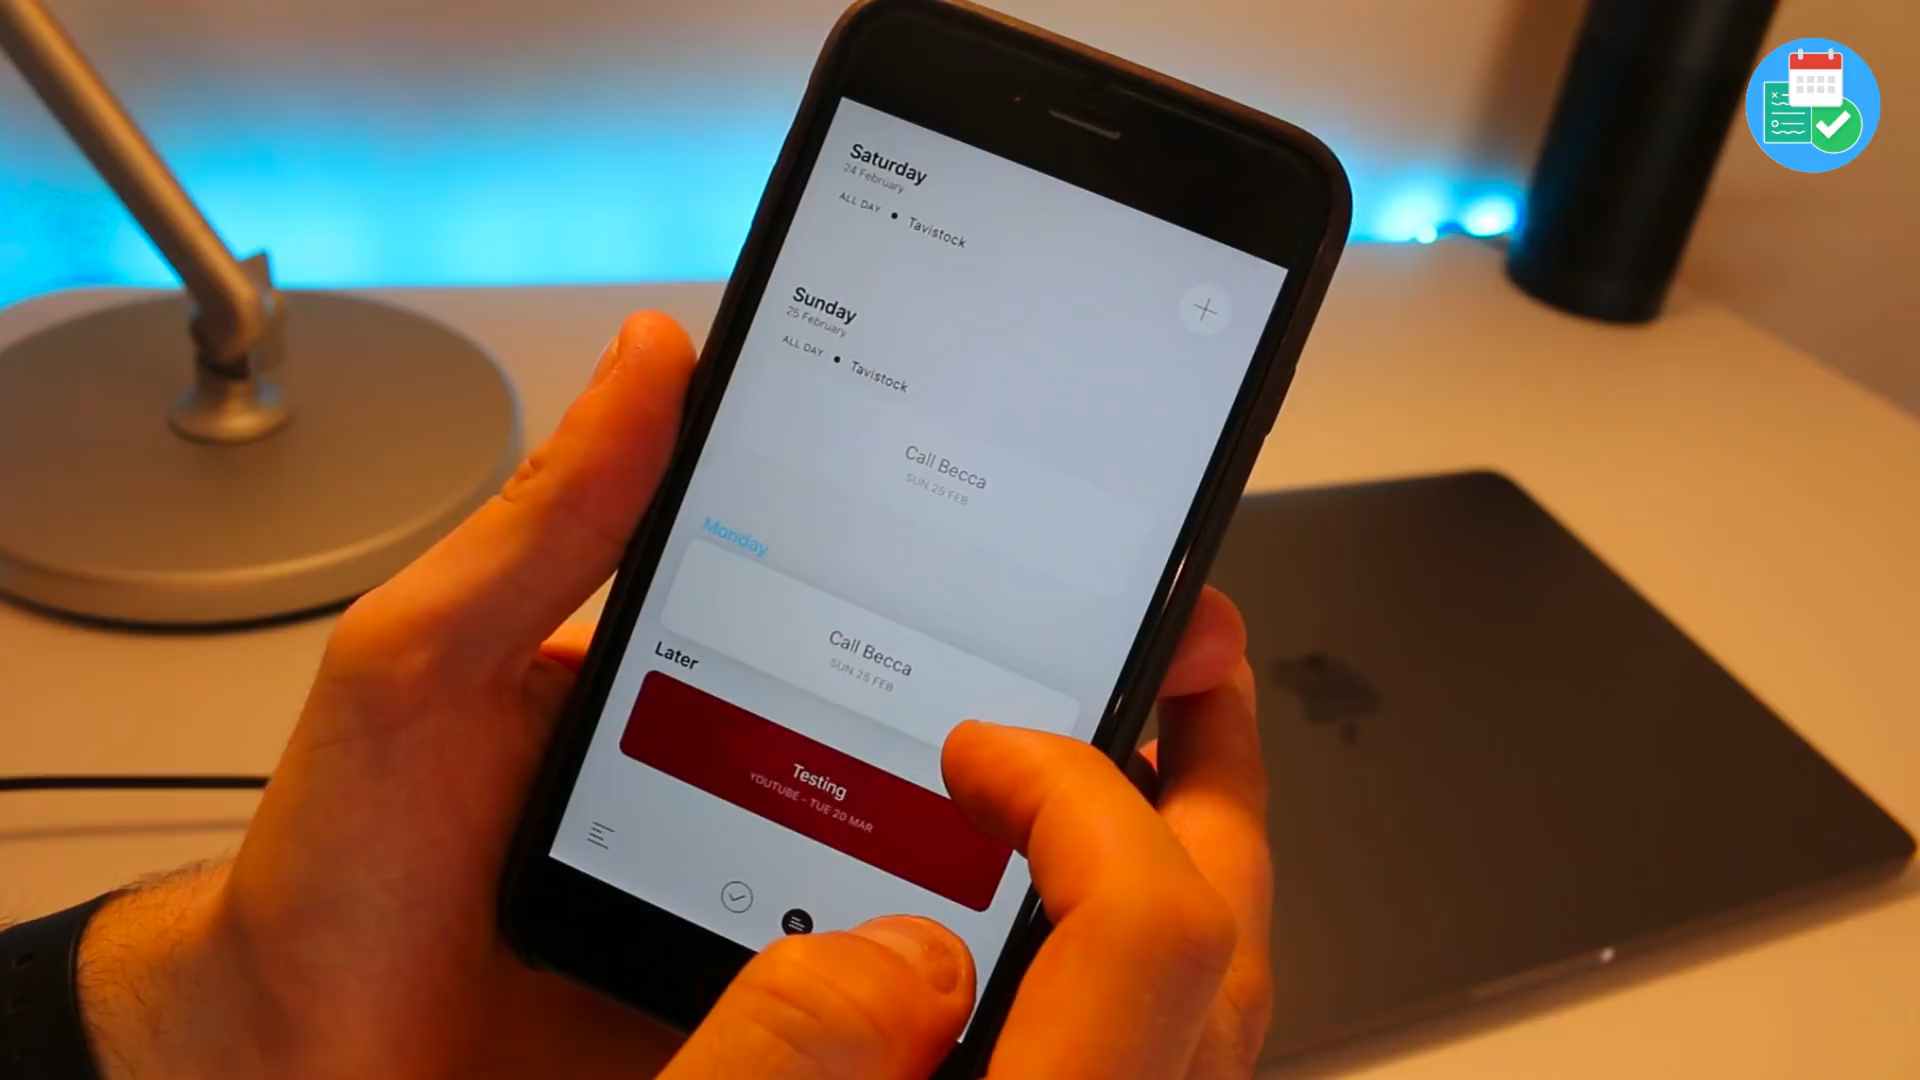 Saturday
24 February
ALL DAY • Tavistock
Sunday
25 February
ALL DAY • Tavistock
Call Becca
SUN 25 FEB
Monday
Call Becca
SUN 25 FEB
Later
Testing
YOUTUBE - TUE 20 MAR